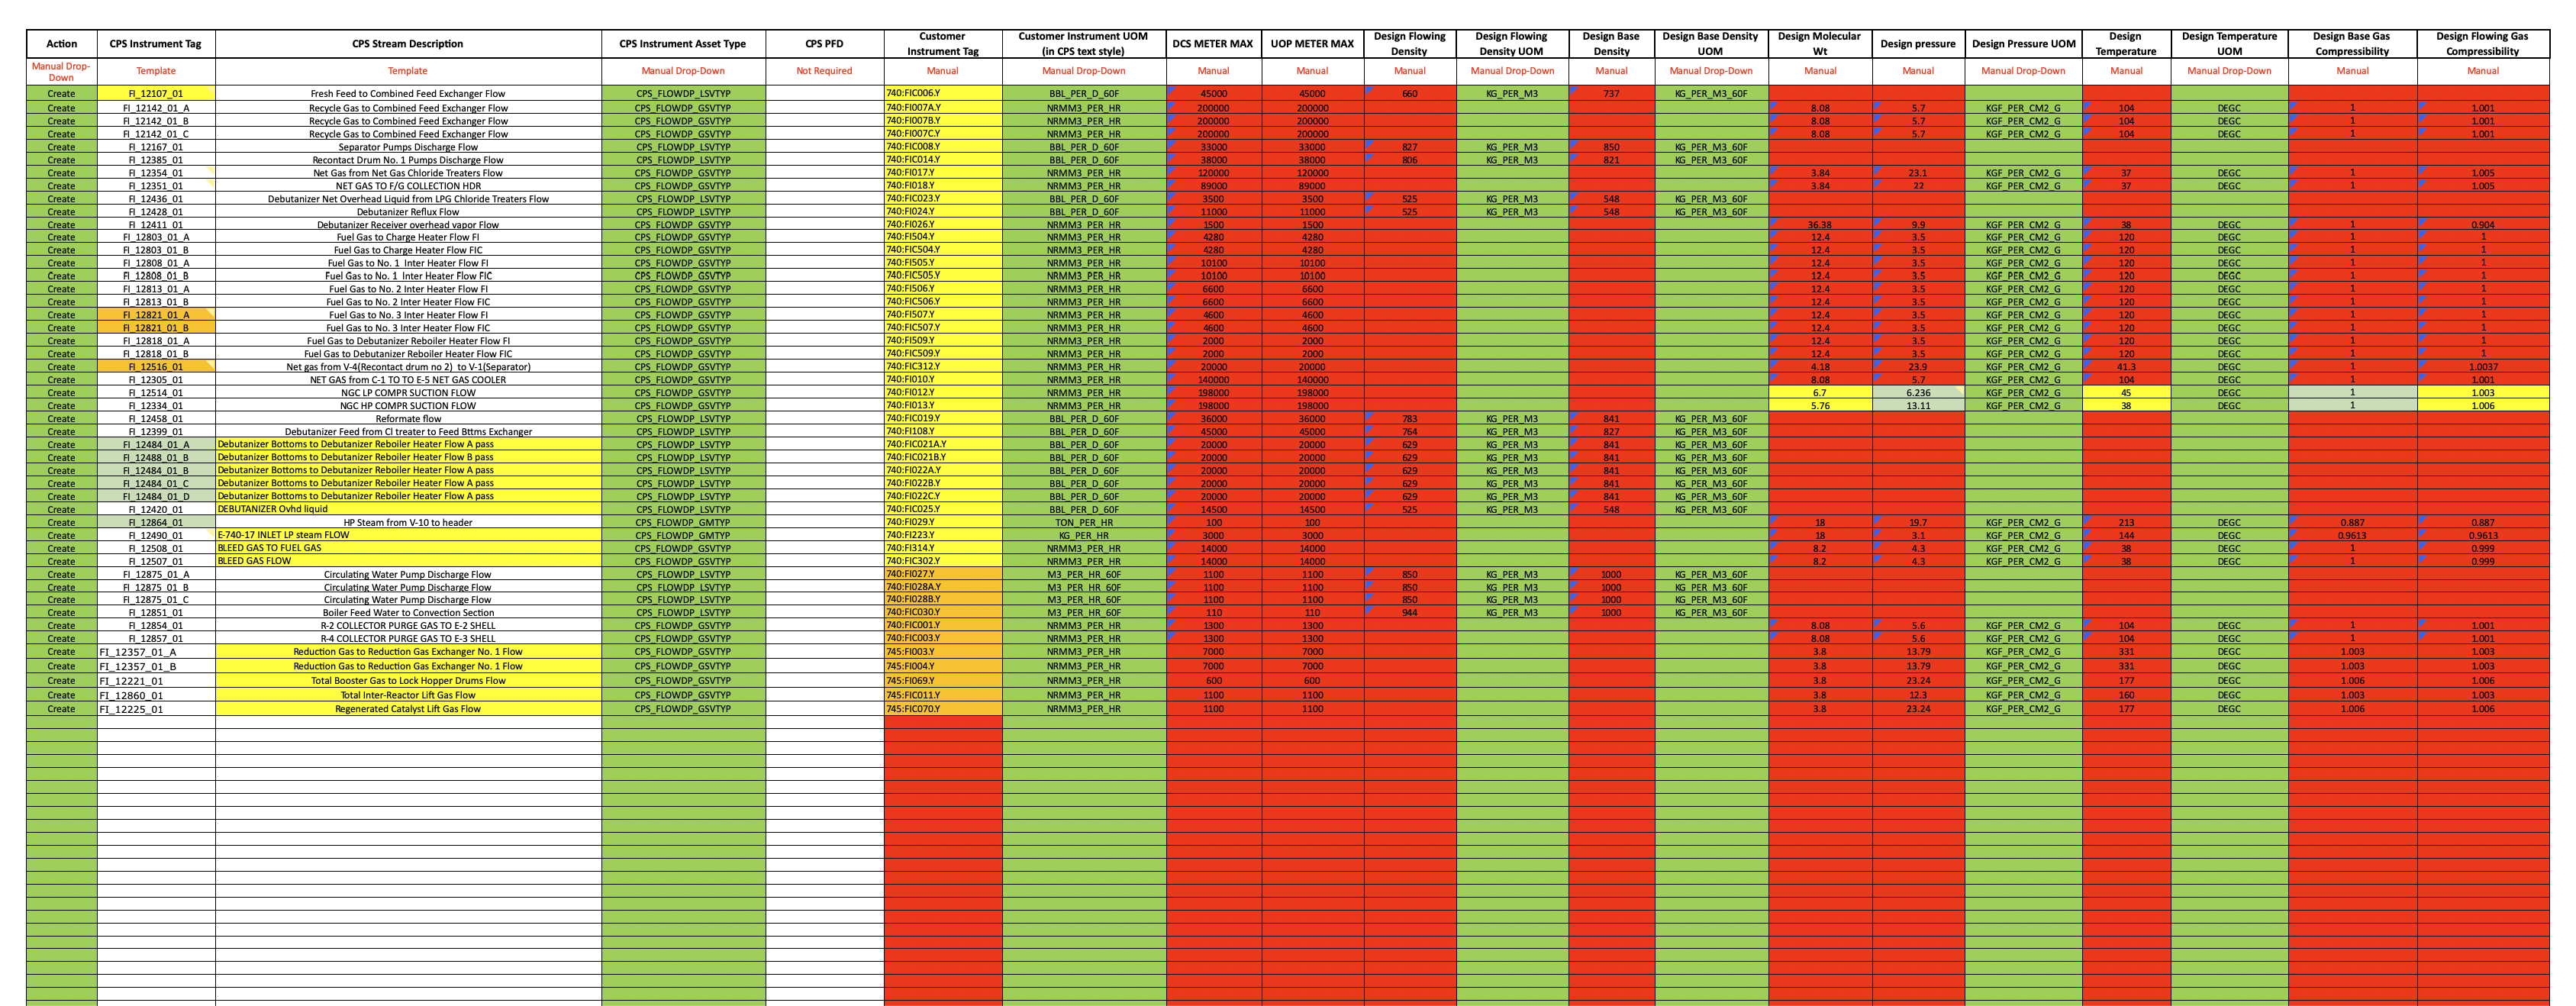 Action CPS Instrument Tag CPS Stream Description CPS Instrument Asset Type CPS PFD Customer Instrument Tag Customer Instrument UOM (in CPS text style) DCS METER MAX UOP METER MAX Design Flowing Density Design Flowing Density UOM Design Base Density Design Base Density UOM Design Molecular Wt Design pressure Design Pressure UOM Design Temperature Design Temperature UOM Design Base Gas Compressibility Design Flowing Gas Compressibility
Manual Drop-Down Template Template Manual Drop-Down Not Required Manual Manual Drop-Down Manual Manual Manual Manual Drop-Down Manual Manual Drop-Down Manual Manual Manual Drop-Down Manual Manual Drop-Down Manual Manual
Create FI_12107_01 Fresh Feed to Combined Feed Exchanger Flow CPS_FLOWDP_LSVTYP 740:FIC006.Y BBL_PER_D_60F 45000 45000 660 KG_PER_M3 737 KG_PER_M3_60F
Create FI_12142_01_A Recycle Gas to Combined Feed Exchanger Flow CPS_FLOWDP_GSVTYP 740:FI007A.Y NRMM3_PER_HR 200000 200000 8.08 5.7 KGF_PER_CM2_G 104 DEGC 1 1.001
Create FI_12142_01_B Recycle Gas to Combined Feed Exchanger Flow CPS_FLOWDP_GSVTYP 740:FI007B.Y NRMM3_PER_HR 200000 200000 8.08 5.7 KGF_PER_CM2_G 104 DEGC 1 1.001
Create FI_12142_01_C Recycle Gas to Combined Feed Exchanger Flow CPS_FLOWDP_GSVTYP 740:FI007C.Y NRMM3_PER_HR 200000 200000 8.08 5.7 KGF_PER_CM2_G 104 DEGC 1 1.001
Create FI_12167_01 Separator Pumps Discharge Flow CPS_FLOWDP_LSVTYP 740:FIC008.Y BBL_PER_D_60F 33000 33000 827 KG_PER_M3 850 KG_PER_M3_60F
Create FI_12385_01 Recontact Drum No. 1 Pumps Discharge Flow CPS_FLOWDP_LSVTYP 740:FIC014.Y BBL_PER_D_60F 38000 38000 806 KG_PER_M3 821 KG_PER_M3_60F
Create FI_12354_01 Net Gas from Net Gas Chloride Treaters Flow CPS_FLOWDP_GSVTYP 740:FI017.Y NRMM3_PER_HR 120000 120000 3.84 23.1 KGF_PER_CM2_G 37 DEGC 1 1.005
Create FI_12351_01 NET GAS TO F/G COLLECTION HDR CPS_FLOWDP_GSVTYP 740:FI018.Y NRMM3_PER_HR 89000 89000 3.84 22 KGF_PER_CM2_G 37 DEGC 1 1.005
Create FI_12436_01 Debutanizer Net Overhead Liquid from LPG Chloride Treaters Flow CPS_FLOWDP_LSVTYP 740:FIC023.Y BBL_PER_D_60F 3500 3500 525 KG_PER_M3 548 KG_PER_M3_60F
Create FI_12428_01 Debutanizer Reflux Flow CPS_FLOWDP_LSVTYP 740:FI024.Y BBL_PER_D_60F 11000 11000 525 KG_PER_M3 548 KG_PER_M3_60F
Create FI_12411_01 Debutanizer Receiver overhead vapor Flow CPS_FLOWDP_GSVTYP 740:FI026.Y NRMM3_PER_HR 1500 1500 36.38 9.9 KGF_PER_CM2_G 38 DEGC 1 0.904
Create FI_12803_01_A Fuel Gas to Charge Heater Flow FI CPS_FLOWDP_GSVTYP 740:FI504.Y NRMM3_PER_HR 4280 4280 12.4 3.5 KGF_PER_CM2_G 120 DEGC 1 1
Create FI_12803_01_B Fuel Gas to Charge Heater Flow FIC CPS_FLOWDP_GSVTYP 740:FIC504.Y NRMM3_PER_HR 4280 4280 12.4 3.5 KGF_PER_CM2_G 120 DEGC 1 1
Create FI_12808_01_A Fuel Gas to No. 1 Inter Heater Flow FI CPS_FLOWDP_GSVTYP 740:FI505.Y NRMM3_PER_HR 10100 10100 12.4 3.5 KGF_PER_CM2_G 120 DEGC 1 1
Create FI_12808_01_B Fuel Gas to No. 1 Inter Heater Flow FIC CPS_FLOWDP_GSVTYP 740:FIC505.Y NRMM3_PER_HR 10100 10100 12.4 3.5 KGF_PER_CM2_G 120 DEGC 1 1
Create FI_12813_01_A Fuel Gas to No. 2 Inter Heater Flow FI CPS_FLOWDP_GSVTYP 740:FI506.Y NRMM3_PER_HR 6600 6600 12.4 3.5 KGF_PER_CM2_G 120 DEGC 1 1
Create FI_12813_01_B Fuel Gas to No. 2 Inter Heater Flow FIC CPS_FLOWDP_GSVTYP 740:FIC506.Y NRMM3_PER_HR 6600 6600 12.4 3.5 KGF_PER_CM2_G 120 DEGC 1 1
Create FI_12821_01_A Fuel Gas to No. 3 Inter Heater Flow FI CPS_FLOWDP_GSVTYP 740:FI507.Y NRMM3_PER_HR 4600 4600 12.4 3.5 KGF_PER_CM2_G 120 DEGC 1 1
Create FI_12821_01_B Fuel Gas to No. 3 Inter Heater Flow FIC CPS_FLOWDP_GSVTYP 740:FIC507.Y NRMM3_PER_HR 4600 4600 12.4 3.5 KGF_PER_CM2_G 120 DEGC 1 1
Create FI_12818_01_A Fuel Gas to Debutanizer Reboiler Heater Flow FI CPS_FLOWDP_GSVTYP 740:FI509.Y NRMM3_PER_HR 2000 2000 12.4 3.5 KGF_PER_CM2_G 120 DEGC 1 1
Create FI_12818_01_B Fuel Gas to Debutanizer Reboiler Heater Flow FIC CPS_FLOWDP_GSVTYP 740:FIC509.Y NRMM3_PER_HR 2000 2000 12.4 3.5 KGF_PER_CM2_G 120 DEGC 1 1
Create FI_12516_01 Net gas from V-4(Recontact drum no 2) to V-1(Separator) CPS_FLOWDP_GSVTYP 740:FIC312.Y NRMM3_PER_HR 20000 20000 4.18 23.9 KGF_PER_CM2_G 41.3 DEGC 1 1.0037
Create FI_12305_01 NET GAS from C-1 TO TO E-5 NET GAS COOLER CPS_FLOWDP_GSVTYP 740:FI010.Y NRMM3_PER_HR 140000 140000 8.08 5.7 KGF_PER_CM2_G 104 DEGC 1 1.001
Create FI_12514_01 NGC LP COMPR SUCTION FLOW CPS_FLOWDP_GSVTYP 740:FI012.Y NRMM3_PER_HR 198000 198000 6.7 6.236 KGF_PER_CM2_G 45 DEGC 1 1.003
Create FI_12334_01 NGC HP COMPR SUCTION FLOW CPS_FLOWDP_GSVTYP 740:FI013.Y NRMM3_PER_HR 198000 198000 5.76 13.11 KGF_PER_CM2_G 38 DEGC 1 1.006
Create FI_12458_01 Reformate flow CPS_FLOWDP_LSVTYP 740:FIC019.Y BBL_PER_D_60F 36000 36000 783 KG_PER_M3 841 KG_PER_M3_60F
Create FI_12399_01 Debutanizer Feed from Cl treater to Feed Bttms Exchanger CPS_FLOWDP_LSVTYP 740:FI108.Y BBL_PER_D_60F 45000 45000 764 KG_PER_M3 827 KG_PER_M3_60F
Create FI_12484_01_A Debutanizer Bottoms to Debutanizer Reboiler Heater Flow A pass CPS_FLOWDP_LSVTYP 740:FIC021A.Y BBL_PER_D_60F 20000 20000 629 KG_PER_M3 841 KG_PER_M3_60F
Create FI_12488_01_B Debutanizer Bottoms to Debutanizer Reboiler Heater Flow B pass CPS_FLOWDP_LSVTYP 740:FIC021B.Y BBL_PER_D_60F 20000 20000 629 KG_PER_M3 841 KG_PER_M3_60F
Create FI_12484_01_B Debutanizer Bottoms to Debutanizer Reboiler Heater Flow A pass CPS_FLOWDP_LSVTYP 740:FI022A.Y BBL_PER_D_60F 20000 20000 629 KG_PER_M3 841 KG_PER_M3_60F
Create FI_12484_01_C Debutanizer Bottoms to Debutanizer Reboiler Heater Flow A pass CPS_FLOWDP_LSVTYP 740:FI022B.Y BBL_PER_D_60F 20000 20000 629 KG_PER_M3 841 KG_PER_M3_60F
Create FI_12484_01_D Debutanizer Bottoms to Debutanizer Reboiler Heater Flow A pass CPS_FLOWDP_LSVTYP 740:FI022C.Y BBL_PER_D_60F 20000 20000 629 KG_PER_M3 841 KG_PER_M3_60F
Create FI_12420_01 DEBUTANIZER Ovhd liquid CPS_FLOWDP_LSVTYP 740:FIC025.Y BBL_PER_D_60F 14500 14500 525 KG_PER_M3 548 KG_PER_M3_60F
Create FI_12864_01 HP Steam from V-10 to header CPS_FLOWDP_GMTYP 740:FI029.Y TON_PER_HR 100 100 18 19.7 KGF_PER_CM2_G 213 DEGC 0.887 0.887
Create FI_12490_01 E-740-17 INLET LP steam FLOW CPS_FLOWDP_GMTYP 740:FI223.Y KG_PER_HR 3000 3000 18 3.1 KGF_PER_CM2_G 144 DEGC 0.9613 0.9613
Create FI_12508_01 BLEED GAS TO FUEL GAS CPS_FLOWDP_GSVTYP 740:FI314.Y NRMM3_PER_HR 14000 14000 8.2 4.3 KGF_PER_CM2_G 38 DEGC 1 0.999
Create FI_12507_01 BLEED GAS FLOW CPS_FLOWDP_GSVTYP 740:FIC302.Y NRMM3_PER_HR 14000 14000 8.2 4.3 KGF_PER_CM2_G 38 DEGC 1 0.999
Create FI_12875_01_A Circulating Water Pump Discharge Flow CPS_FLOWDP_LSVTYP 740:FI027.Y M3_PER_HR_60F 1100 1100 850 KG_PER_M3 1000 KG_PER_M3_60F
Create FI_12875_01_B Circulating Water Pump Discharge Flow CPS_FLOWDP_LSVTYP 740:FI028A.Y M3_PER_HR_60F 1100 1100 850 KG_PER_M3 1000 KG_PER_M3_60F
Create FI_12875_01_C Circulating Water Pump Discharge Flow CPS_FLOWDP_LSVTYP 740:FI028B.Y M3_PER_HR_60F 1100 1100 850 KG_PER_M3 1000 KG_PER_M3_60F
Create FI_12851_01 Boiler Feed Water to Convection Section CPS_FLOWDP_LSVTYP 740:FIC030.Y M3_PER_HR_60F 110 110 944 KG_PER_M3 1000 KG_PER_M3_60F
Create FI_12854_01 R-2 COLLECTOR PURGE GAS TO E-2 SHELL CPS_FLOWDP_GSVTYP 740:FIC001.Y NRMM3_PER_HR 1300 1300 8.08 5.6 KGF_PER_CM2_G 104 DEGC 1 1.001
Create FI_12857_01 R-4 COLLECTOR PURGE GAS TO E-3 SHELL CPS_FLOWDP_GSVTYP 740:FIC003.Y NRMM3_PER_HR 1300 1300 8.08 5.6 KGF_PER_CM2_G 104 DEGC 1 1.001
Create FI_12357_01_A Reduction Gas to Reduction Gas Exchanger No. 1 Flow CPS_FLOWDP_GSVTYP 745:FI003.Y NRMM3_PER_HR 7000 7000 3.8 13.79 KGF_PER_CM2_G 331 DEGC 1.003 1.003
Create FI_12357_01_B Reduction Gas to Reduction Gas Exchanger No. 1 Flow CPS_FLOWDP_GSVTYP 745:FI004.Y NRMM3_PER_HR 7000 7000 3.8 13.79 KGF_PER_CM2_G 331 DEGC 1.003 1.003
Create FI_12221_01 Total Booster Gas to Lock Hopper Drums Flow CPS_FLOWDP_GSVTYP 745:FI069.Y NRMM3_PER_HR 600 600 3.8 23.24 KGF_PER_CM2_G 177 DEGC 1.006 1.006
Create FI_12860_01 Total Inter-Reactor Lift Gas Flow CPS_FLOWDP_GSVTYP 745:FIC011.Y NRMM3_PER_HR 1100 1100 3.8 12.3 KGF_PER_CM2_G 160 DEGC 1.003 1.003
Create FI_12225_01 Regenerated Catalyst Lift Gas Flow CPS_FLOWDP_GSVTYP 745:FIC070.Y NRMM3_PER_HR 1100 1100 3.8 23.24 KGF_PER_CM2_G 177 DEGC 1.006 1.006